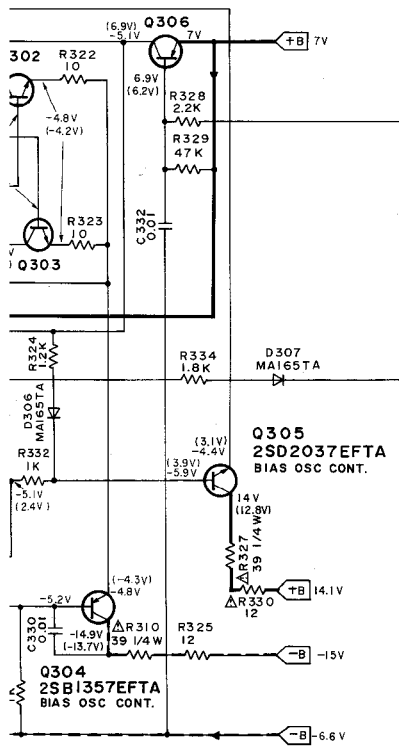 Q306
(6.9V)
-5.1V
7V
+B 7V
302
R322
10
6.9V
(6.2V)
R328
2.2K
-4.8V
(-4.2V)
R329
47K
C332
0.01
R323
10
Q303
R324
1.2K
R334
1.8K
D307
MA165TA
D306
MA165TA
Q305
2SD2037EFTA
BIAS OSC CONT.
(3.1V)
-4.4V
R332
1K
(3.9V)
-5.9V
-5.1V
(2.4V)
14V
(12.8V)
⚠R327
39 1/4W
+B 14.1V
⚠R330
12
(-4.3V)
-4.8V
-5.2V
C330
0.01
-14.9V
(-13.7V)
⚠R310
39 1/4W
R325
12
-B -15V
Q304
2SB1357EFTA
BIAS OSC CONT.
-B -6.6V